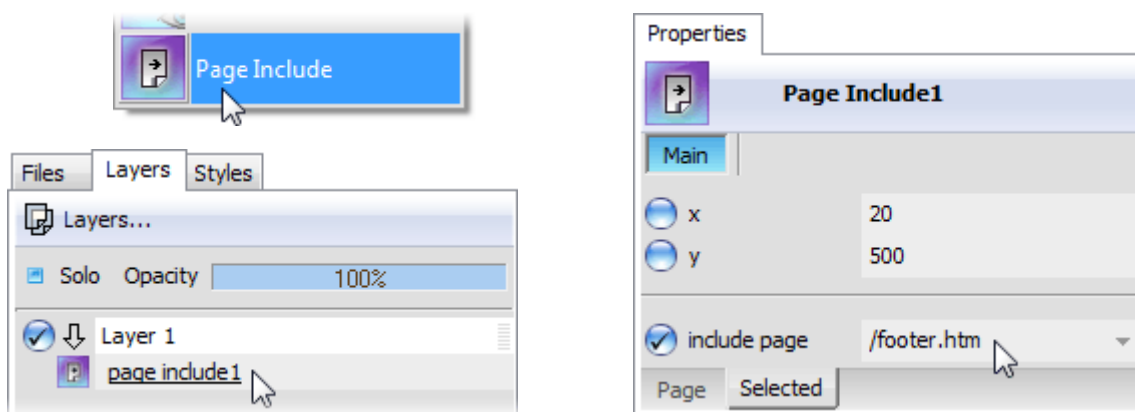 Page Include
Files Layers Styles
Layers...
Solo Opacity 100%
Layer 1
page include1
Properties
Page Include1
Main
x 20
y 500
include page /footer.htm
Page Selected